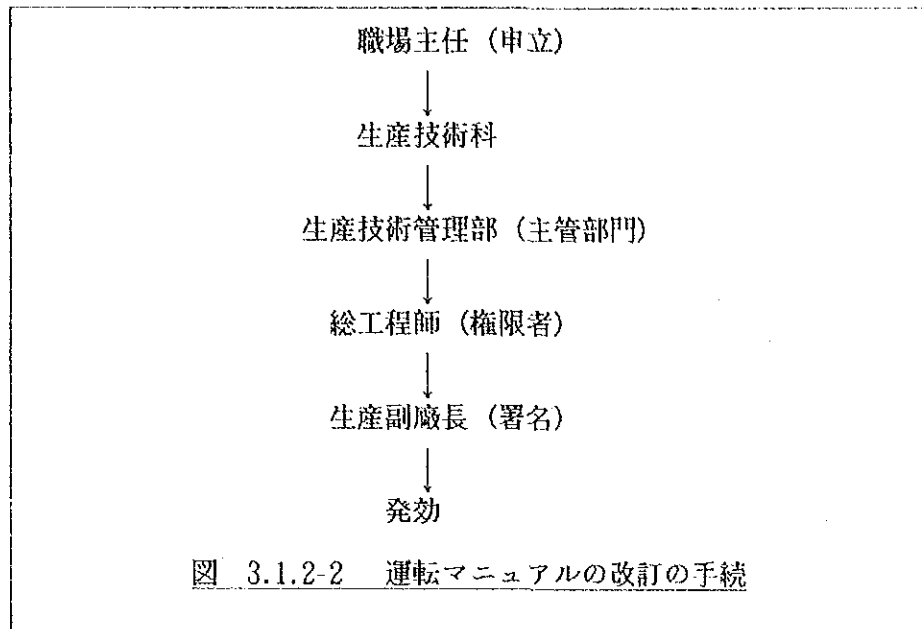 職場主任（申立）
生産技術科
生産技術管理部（主管部門）
総工程師（権限者）
生産副廠長（署名）
発効
図 3.1.2-2 運転マニュアルの改訂の手続